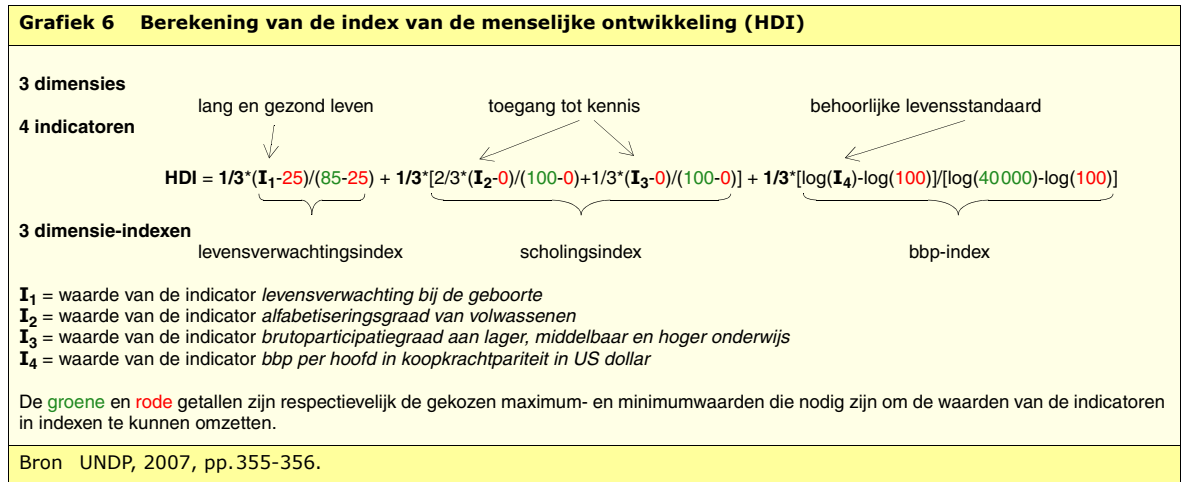 Grafiek 6 Berekening van de index van de menselijke ontwikkeling (HDI)
3 dimensies
lang en gezond leven toegang tot kennis behoorlijke levensstandaard
4 indicatoren
HDI = 1/3*(I₁-25)/(85-25) + 1/3*[2/3*(I₂-0)/(100-0)+1/3*(I₃-0)/(100-0)] + 1/3*[log(I₄)-log(100)]/[log(40000)-log(100)]
3 dimensie-indexen
levensverwachtingsindex scholingsindex bbp-index
I₁ = waarde van de indicator levensverwachting bij de geboorte
I₂ = waarde van de indicator alfabetiseringsgraad van volwassenen
I₃ = waarde van de indicator brutoparticipatiegraad aan lager, middelbaar en hoger onderwijs
I₄ = waarde van de indicator bbp per hoofd in koopkrachtpariteit in US dollar
De groene en rode getallen zijn respectievelijk de gekozen maximum- en minimumwaarden die nodig zijn om de waarden van de indicatoren
in indexen te kunnen omzetten.
Bron UNDP, 2007, pp.355-356.